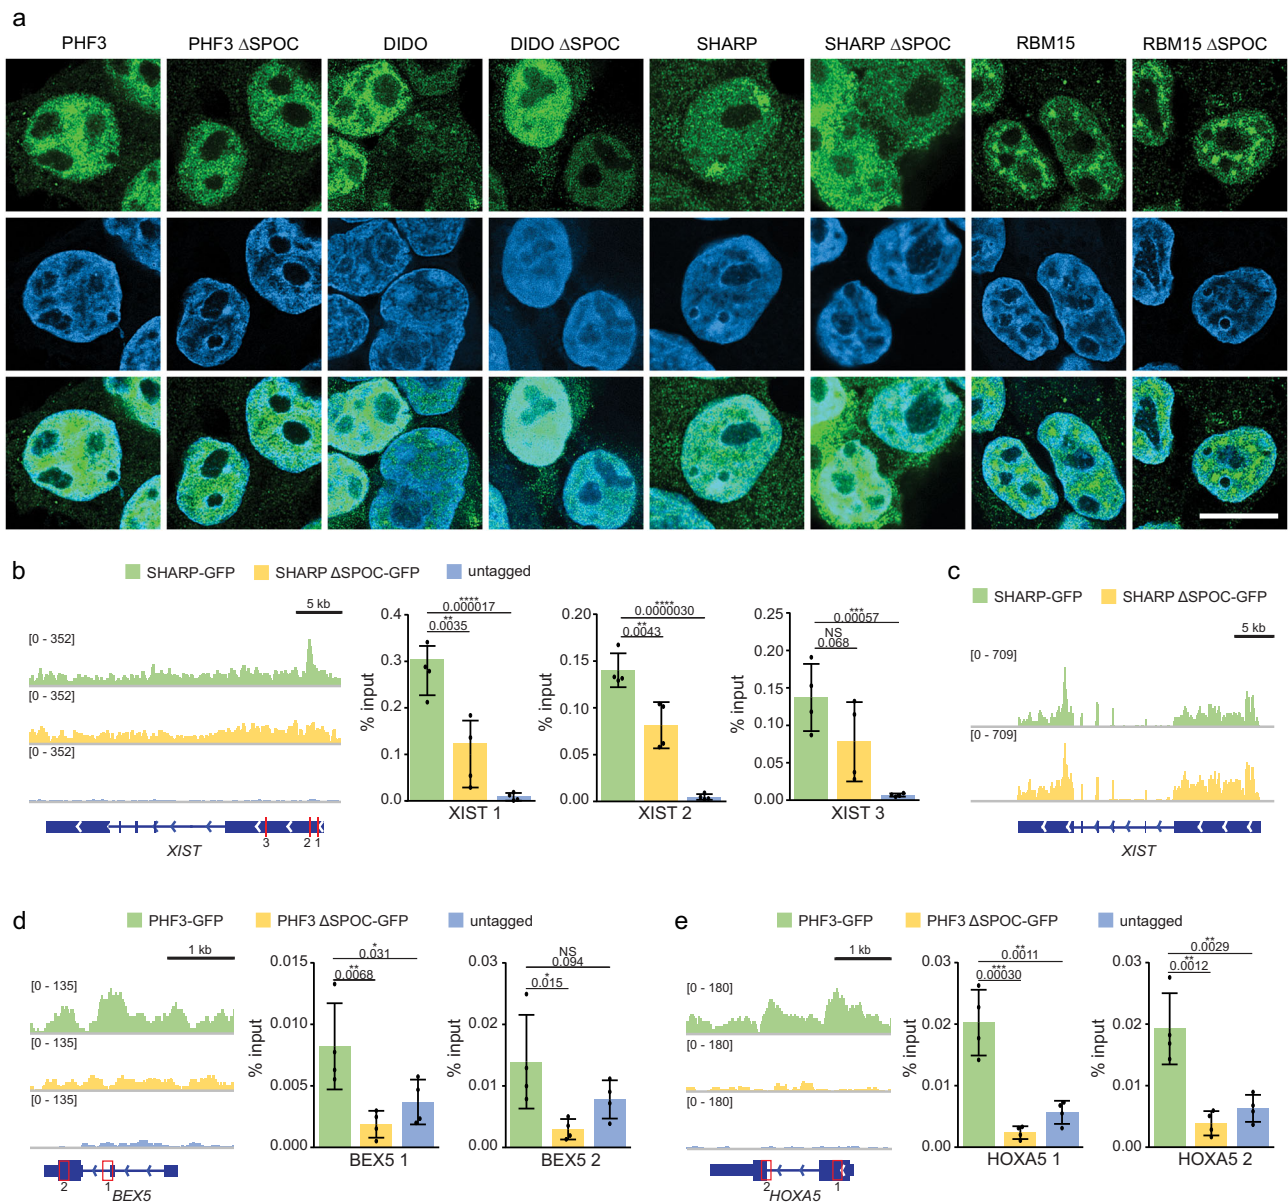 a
PHF3 PHF3 ΔSPOC DIDO DIDO ΔSPOC SHARP SHARP ΔSPOC RBM15 RBM15 ΔSPOC
b
SHARP-GFP SHARP ΔSPOC-GFP untagged
5 kb
[0 - 352]
[0 - 352]
[0 - 352]
XIST
3 2 1
% input
0.4
0.3
0.2
0.1
0.0
****
0.000017
**
0.0035
XIST 1
% input
0.20
0.15
0.10
0.05
0.00
****
0.0000030
**
0.0043
XIST 2
% input
0.25
0.20
0.15
0.10
0.05
0.00
***
0.00057
NS
0.068
XIST 3
c
SHARP-GFP SHARP ΔSPOC-GFP
5 kb
[0 - 709]
[0 - 709]
XIST
d
PHF3-GFP PHF3 ΔSPOC-GFP untagged
1 kb
[0 - 135]
[0 - 135]
[0 - 135]
2 1
BEX5
% input
0.015
0.010
0.005
0.000
*
0.031
**
0.0068
BEX5 1
% input
0.03
0.02
0.01
0.00
NS
0.094
*
0.015
BEX5 2
e
PHF3-GFP PHF3 ΔSPOC-GFP untagged
1 kb
[0 - 180]
[0 - 180]
[0 - 180]
2 1
HOXA5
% input
0.03
0.02
0.01
0.00
**
0.0011
***
0.00030
HOXA5 1
% input
0.03
0.02
0.01
0.00
**
0.0029
**
0.0012
HOXA5 2